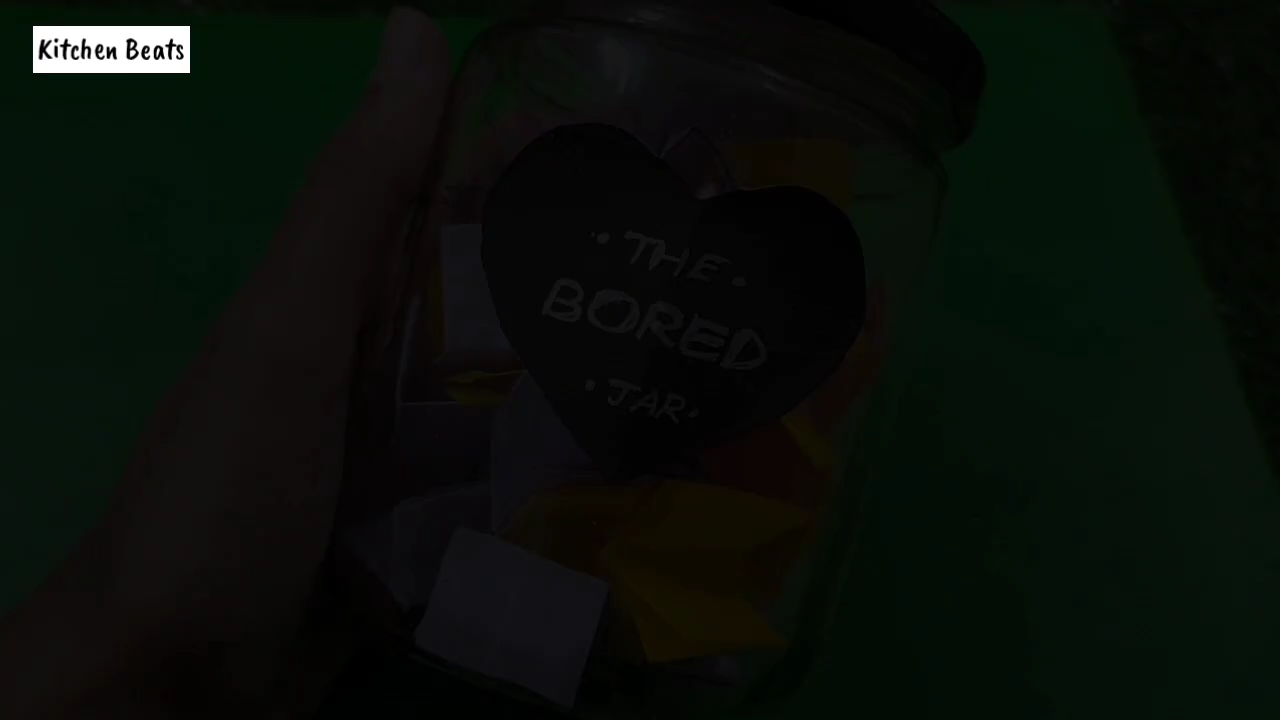 Kitchen Beats
• THE •
BORED
• JAR •